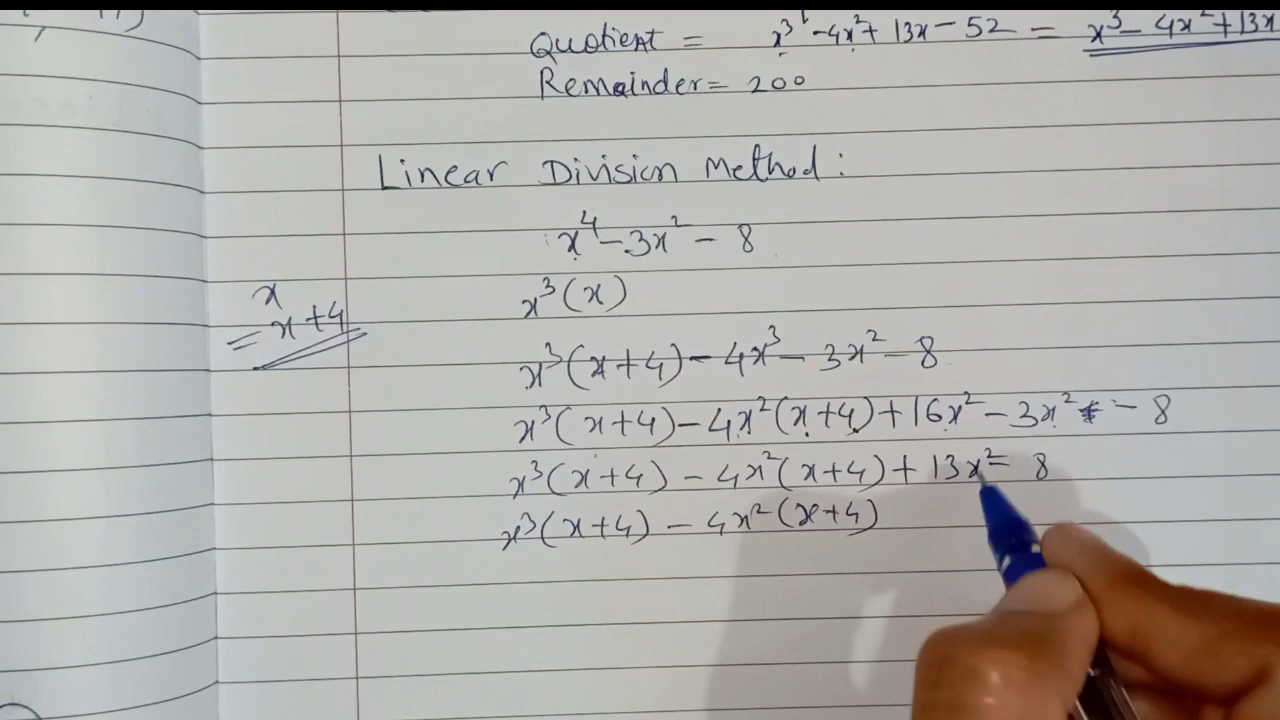 Quotient = x³ - 4x² + 13x - 52 = x³ - 4x² + 13x
Remainder = 200
Linear Division Method :
x⁴ - 3x² - 8
x³(x)
x
= x+4
x³(x+4) - 4x³ - 3x² - 8
x³(x+4) - 4x²(x+4) + 16x² - 3x² - 8
x³(x+4) - 4x²(x+4) + 13x² - 8
x³(x+4) - 4x²(x+4)